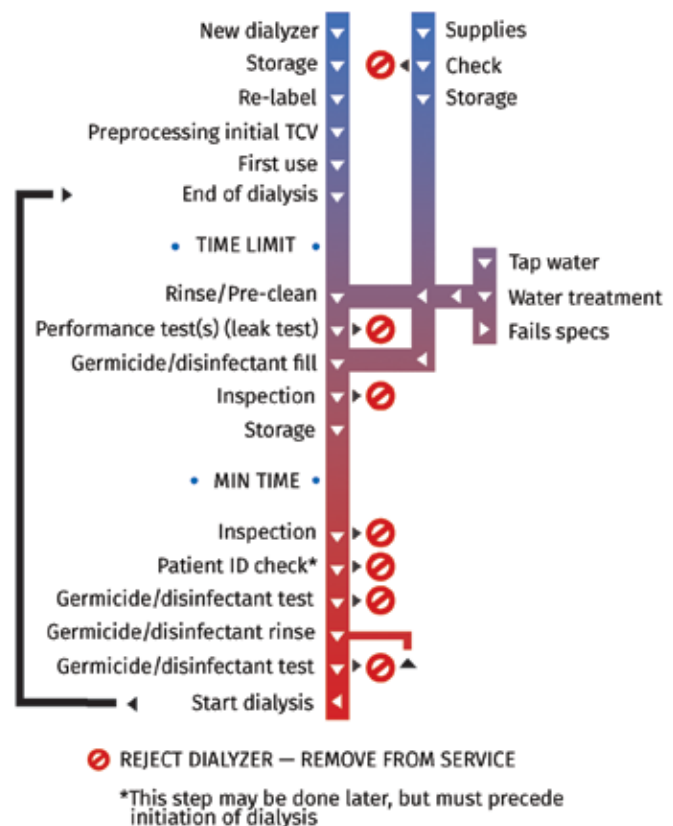 New dialyzer
Supplies
Storage
Check
Re-label
Storage
Preprocessing initial TCV
First use
End of dialysis
• TIME LIMIT •
Tap water
Rinse/Pre-clean
Water treatment
Performance test(s) (leak test)
Fails specs
Germicide/disinfectant fill
Inspection
Storage
• MIN TIME •
Inspection
Patient ID check*
Germicide/disinfectant test
Germicide/disinfectant rinse
Germicide/disinfectant test
Start dialysis
REJECT DIALYZER — REMOVE FROM SERVICE
*This step may be done later, but must precede
initiation of dialysis